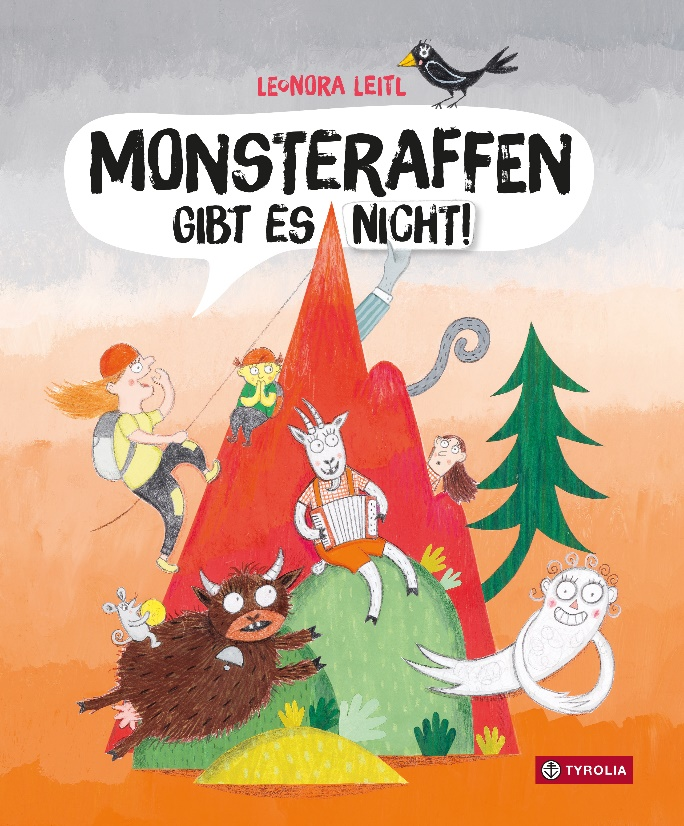 LEONORA LEITL
MONSTERAFFEN
GIBT ES NICHT!
TYROLIA